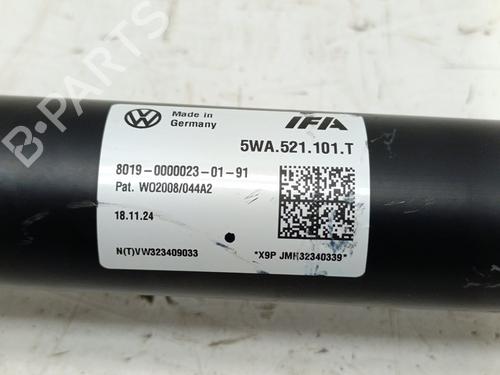 B-PARTS
Made in
Germany
IFA
5WA.521.101.T
8019-0000023-01-91
Pat. WO2008/044A2
18.11.24
N(T)VW323409033
*X9P JMH32340339*